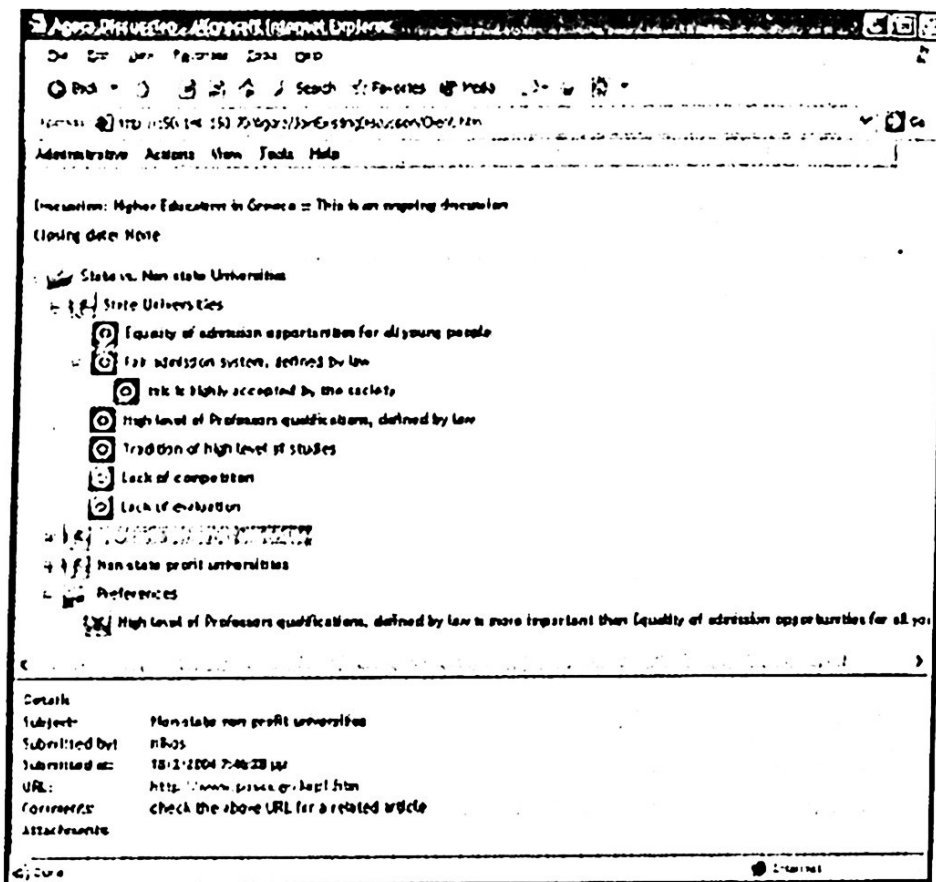 Agora Discussion - Microsoft Internet Explorer
Tools Help
Back Search Favorites Media
Go
Administrative Actions View Tools Help
Discussion: Higher Education in Greece :: This is an ongoing discussion
Closing date: None
State vs. Non state Universities
State Universities
Equality of admission opportunities for all young people
Fair admission system, defined by law
this is highly accepted by the society
High level of Professors qualifications, defined by law
Tradition of high level of studies
Lack of competition
Lack of evaluation
Non state profit universities
Preferences
High level of Professors qualifications, defined by law is more important than Equality of admission opportunities for all you
Details
Subject: Non state non profit universities
Submitted by: nikos
Submitted at:
URL:
Comments: check the above URL for a related article
Attachments:
Done Internet